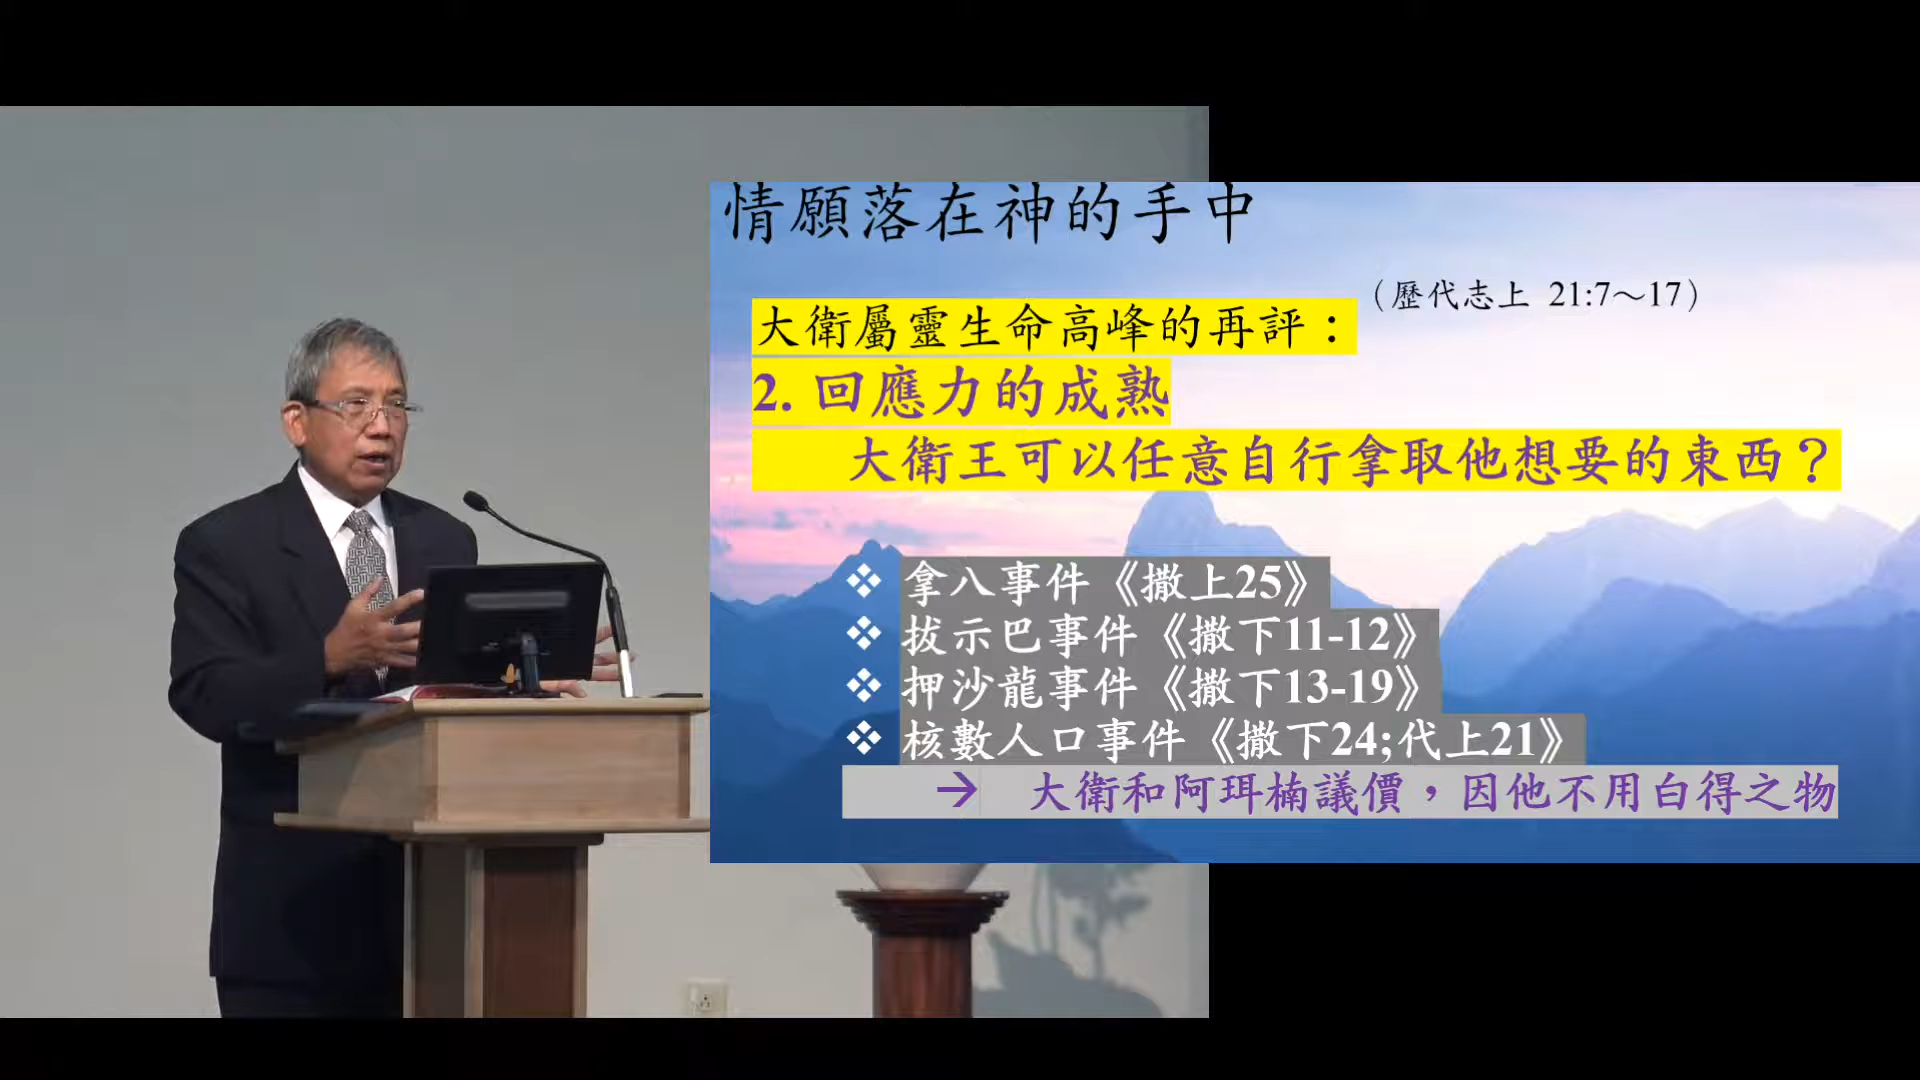 情願落在神的手中
（歷代志上 21:7～17）
大衛屬靈生命高峰的再評：
2. 回應力的成熟
大衛王可以任意自行拿取他想要的東西？
❖ 拿八事件《撒上25》
❖ 拔示巴事件《撒下11-12》
❖ 押沙龍事件《撒下13-19》
❖ 核數人口事件《撒下24;代上21》
→ 大衛和阿珥楠議價，因他不用白得之物